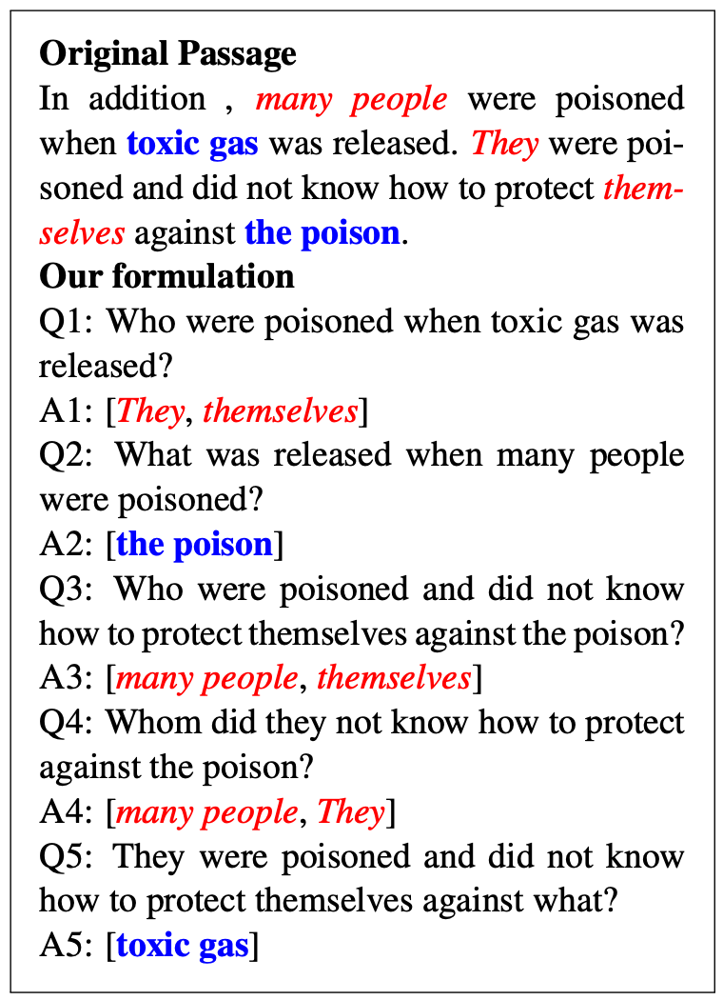 Original Passage
In addition , many people were poisoned
when toxic gas was released. They were poi-
soned and did not know how to protect them-
selves against the poison.
Our formulation
Q1: Who were poisoned when toxic gas was
released?
A1: [They, themselves]
Q2: What was released when many people
were poisoned?
A2: [the poison]
Q3: Who were poisoned and did not know
how to protect themselves against the poison?
A3: [many people, themselves]
Q4: Whom did they not know how to protect
against the poison?
A4: [many people, They]
Q5: They were poisoned and did not know
how to protect themselves against what?
A5: [toxic gas]